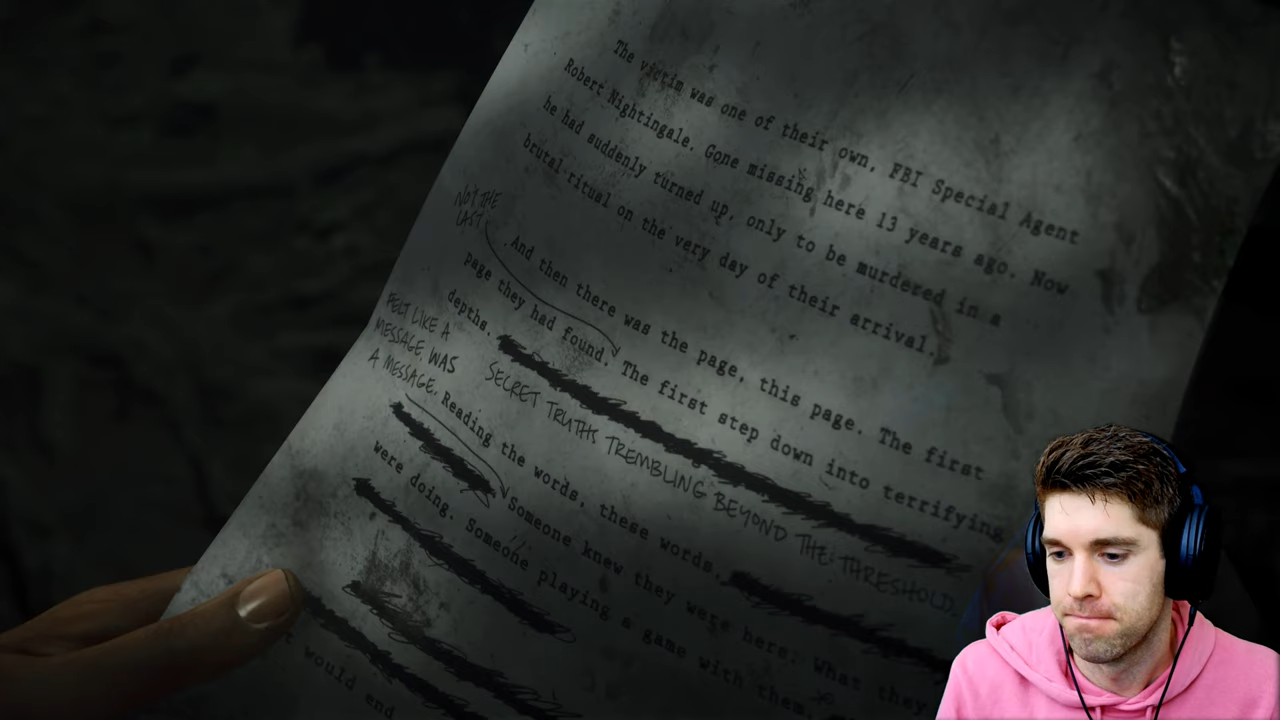 The victim was one of their own, FBI Special Agent
Robert Nightingale. Gone missing here 13 years ago. Now
he had suddenly turned up, only to be murdered in a
brutal ritual on the very day of their arrival.
NOT THE
LAST
And then there was the page, this page. The first
page they had found. The first step down into terrifying
depths.
SECRET TRUTHS TREMBLING BEYOND THE THRESHOLD.
FELT LIKE A
MESSAGE, WAS
A MESSAGE.
Reading the words, these words.
Someone knew they were here. What they
were doing. Someone playing a game with them.
would end